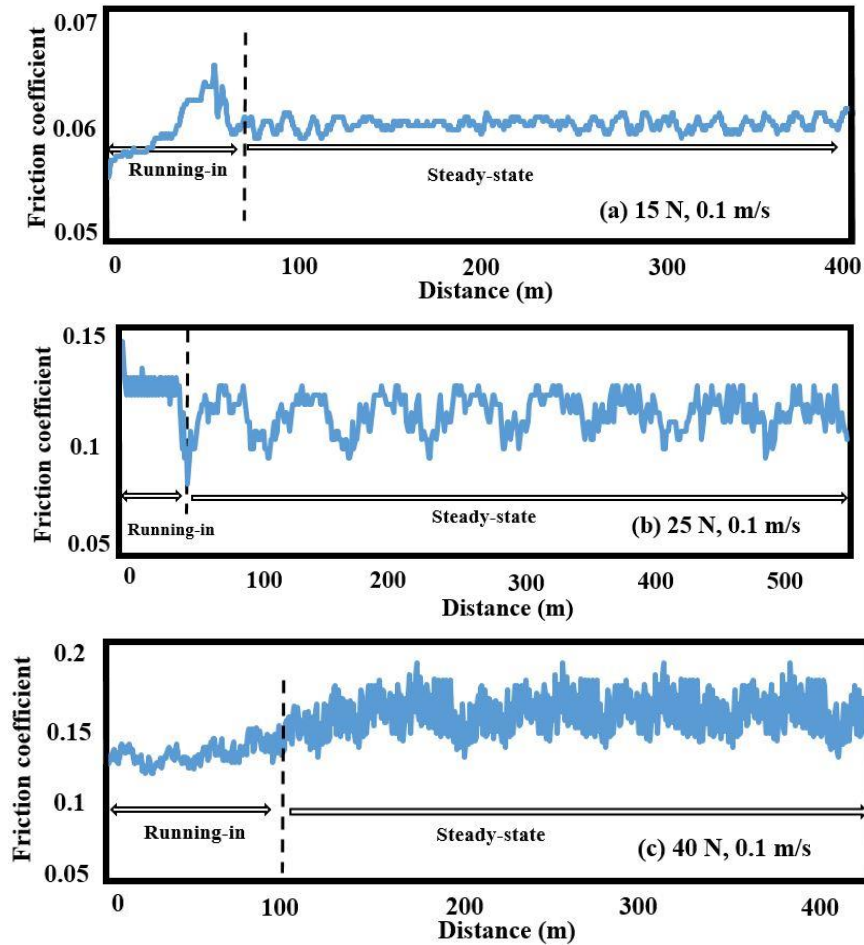 0.07
0.06
0.05
Friction coefficient
Running-in
Steady-state
(a) 15 N, 0.1 m/s
0 100 200 300 400
Distance (m)
0.15
0.1
0.05
Friction coefficient
Running-in
Steady-state
(b) 25 N, 0.1 m/s
0 100 200 300 400 500
Distance (m)
0.2
0.15
0.1
0.05
Friction coefficient
Running-in
Steady-state
(c) 40 N, 0.1 m/s
0 100 200 300 400
Distance (m)